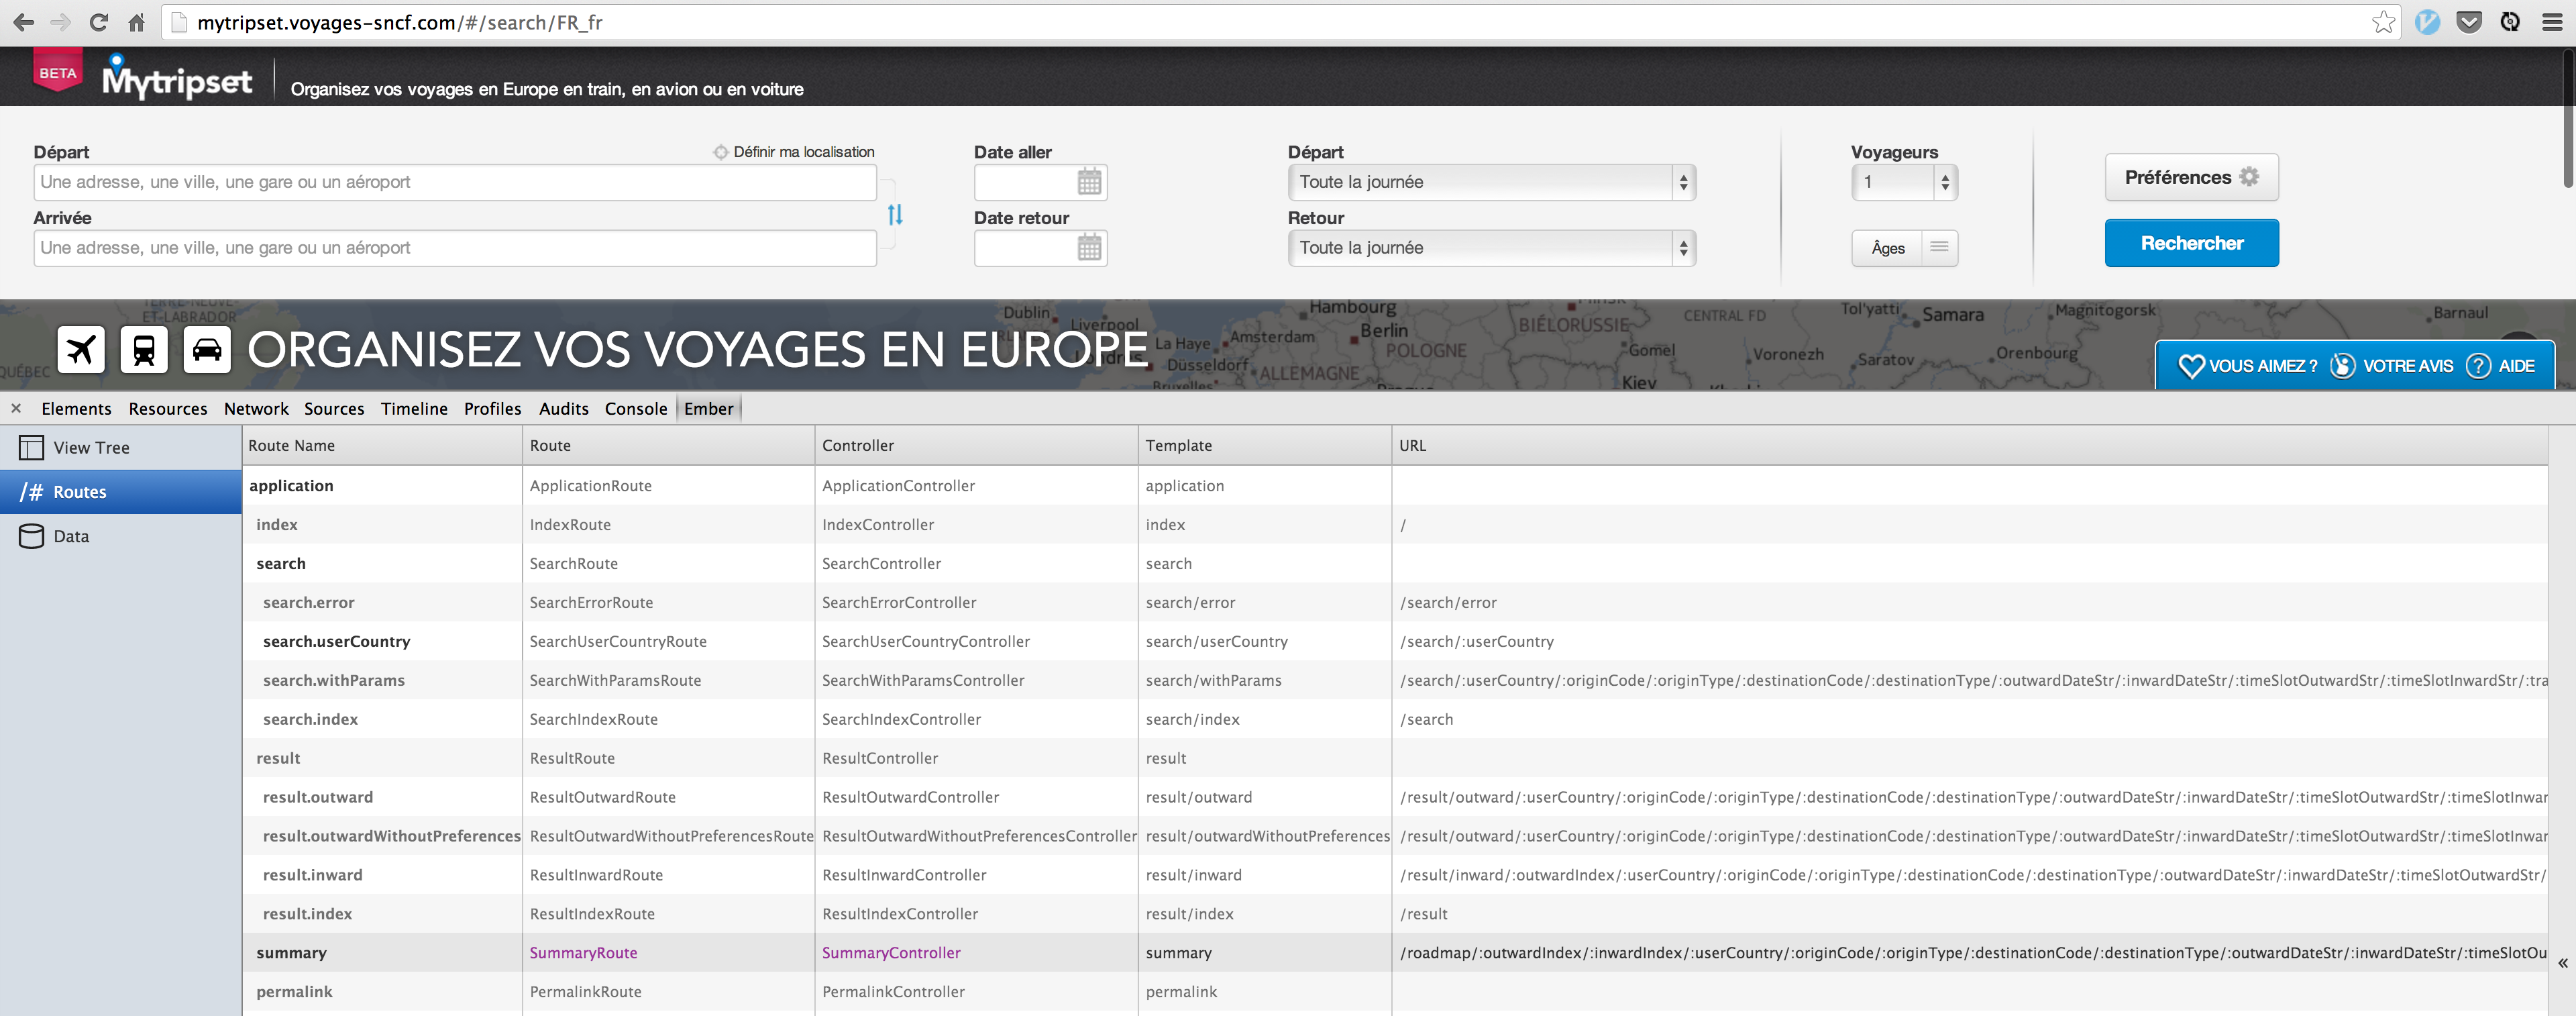 mytripset.voyages-sncf.com/#/search/FR_fr
BETA
Mytripset
Organisez vos voyages en Europe en train, en avion ou en voiture
Départ
Définir ma localisation
Date aller
Départ
Voyageurs
Une adresse, une ville, une gare ou un aéroport
Toute la journée
1
Préférences
Arrivée
Date retour
Retour
Une adresse, une ville, une gare ou un aéroport
Toute la journée
Âges
Rechercher
TERRE-NEUVE-
ET-LABRADOR
QUÉBEC
ORGANISEZ VOS VOYAGES EN EUROPE
Dublin
Liverpool
Londres
La Haye
Amsterdam
Düsseldorf
Bruxelles
ALLEMAGNE
Hambourg
Berlin
POLOGNE
BIÉLORUSSIE
Minsk
Gomel
Kiev
CENTRAL FD
Voronezh
Tol'yatti
Samara
Saratov
Orenbourg
Magnitogorsk
Barnaul
VOUS AIMEZ ?
VOTRE AVIS
? AIDE
× Elements Resources Network Sources Timeline Profiles Audits Console Ember
View Tree
/# Routes
Data
Route Name Route Controller Template URL
application ApplicationRoute ApplicationController application
index IndexRoute IndexController index /
search SearchRoute SearchController search
search.error SearchErrorRoute SearchErrorController search/error /search/error
search.userCountry SearchUserCountryRoute SearchUserCountryController search/userCountry /search/:userCountry
search.withParams SearchWithParamsRoute SearchWithParamsController search/withParams /search/:userCountry/:originCode/:originType/:destinationCode/:destinationType/:outwardDateStr/:inwardDateStr/:timeSlotOutwardStr/:timeSlotInwardStr/:tra
search.index SearchIndexRoute SearchIndexController search/index /search
result ResultRoute ResultController result
result.outward ResultOutwardRoute ResultOutwardController result/outward /result/outward/:userCountry/:originCode/:originType/:destinationCode/:destinationType/:outwardDateStr/:inwardDateStr/:timeSlotOutwardStr/:timeSlotInwar
result.outwardWithoutPreferences ResultOutwardWithoutPreferencesRoute ResultOutwardWithoutPreferencesController result/outwardWithoutPreferences /result/outward/:userCountry/:originCode/:originType/:destinationCode/:destinationType/:outwardDateStr/:inwardDateStr/:timeSlotOutwardStr/:timeSlotInwar
result.inward ResultInwardRoute ResultInwardController result/inward /result/inward/:outwardIndex/:userCountry/:originCode/:originType/:destinationCode/:destinationType/:outwardDateStr/:inwardDateStr/:timeSlotOutwardStr/
result.index ResultIndexRoute ResultIndexController result/index /result
summary SummaryRoute SummaryController summary /roadmap/:outwardIndex/:inwardIndex/:userCountry/:originCode/:originType/:destinationCode/:destinationType/:outwardDateStr/:inwardDateStr/:timeSlotOu
«
permalink PermalinkRoute PermalinkController permalink